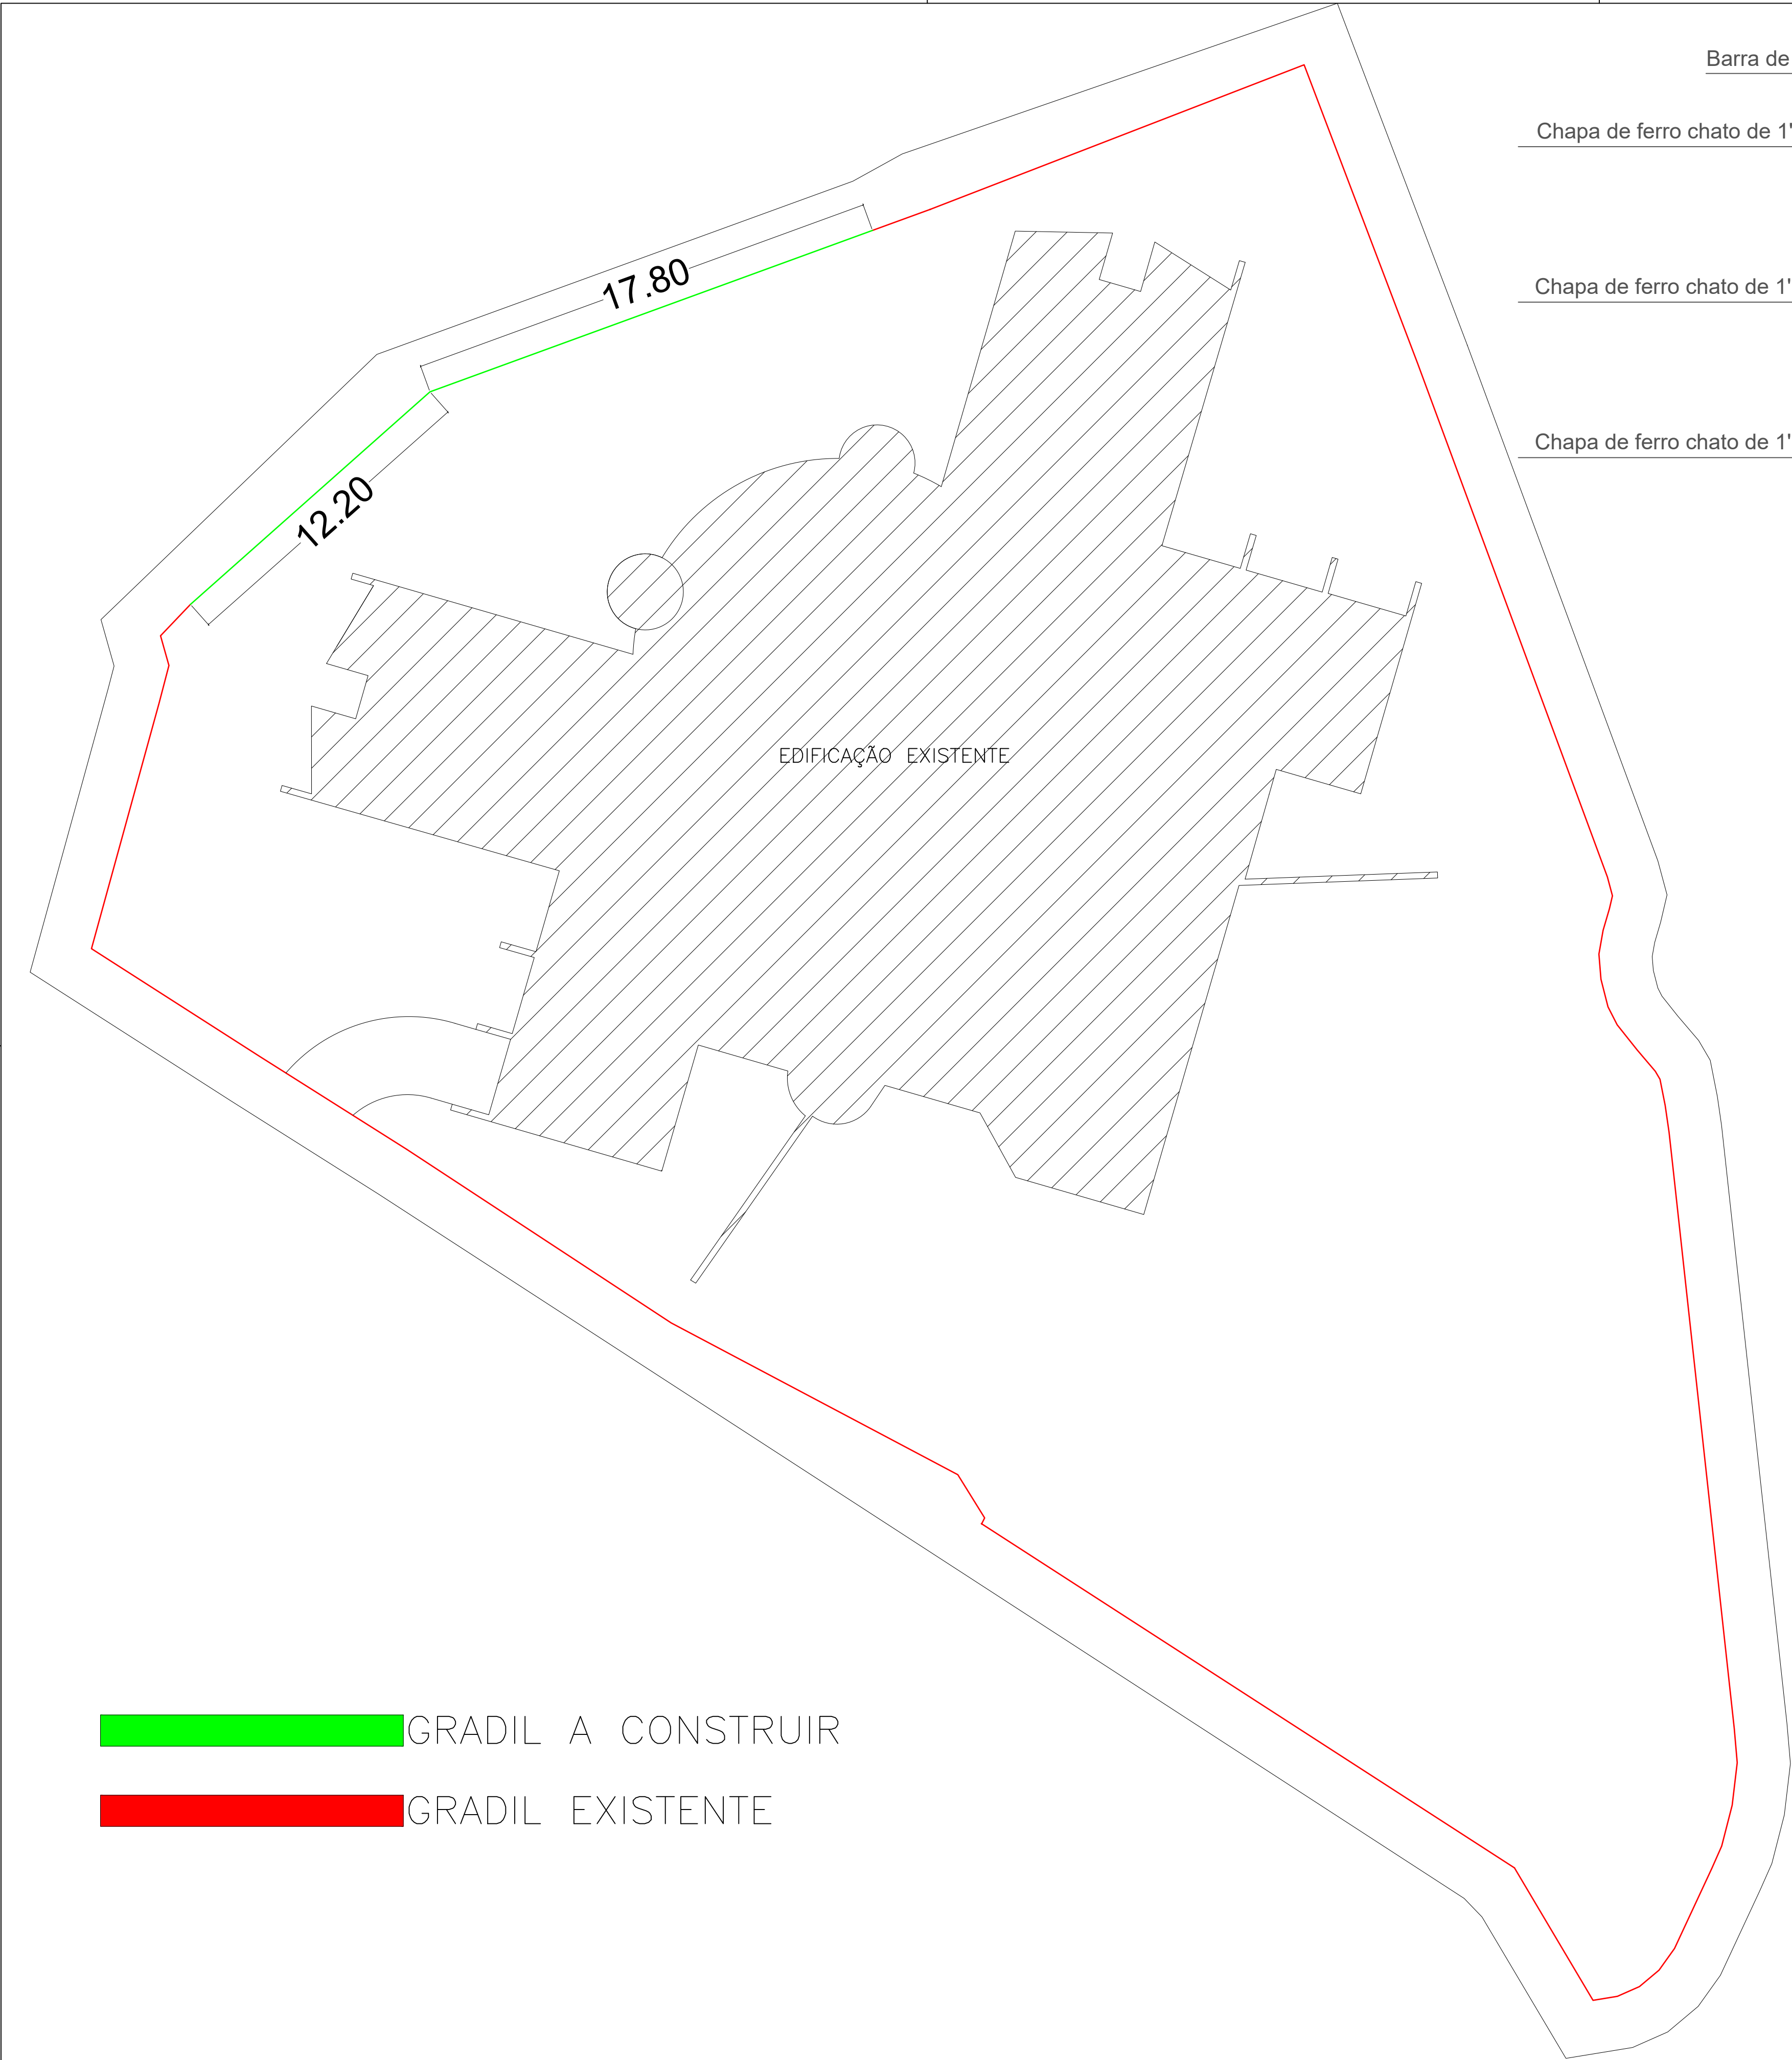 Barra de
Chapa de ferro chato de 1"
Chapa de ferro chato de 1"
Chapa de ferro chato de 1"
17.80
12.20
EDIFICAÇÃO EXISTENTE
GRADIL A CONSTRUIR
GRADIL EXISTENTE